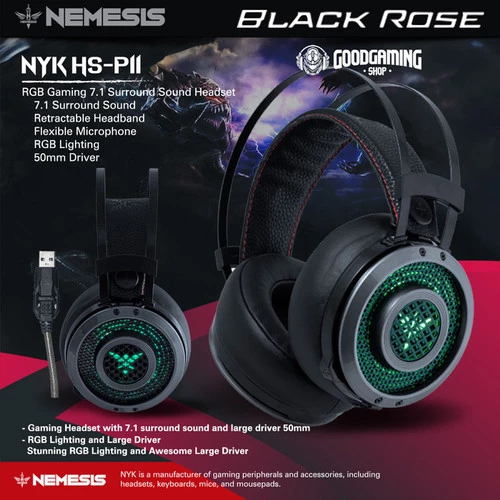 NEMESIS
BLACK ROSE
GOODGAMING
SHOP
NYK HS-P11
RGB Gaming 7.1 Surround Sound Headset
7.1 Surround Sound
Retractable Headband
Flexible Microphone
RGB Lighting
50mm Driver
- Gaming Headset with 7.1 surround sound and large driver 50mm
- RGB Lighting and Large Driver
Stunning RGB Lighting and Awesome Large Driver
NEMESIS
NYK is a manufacturer of gaming peripherals and accessories, including
headsets, keyboards, mice, and mousepads.